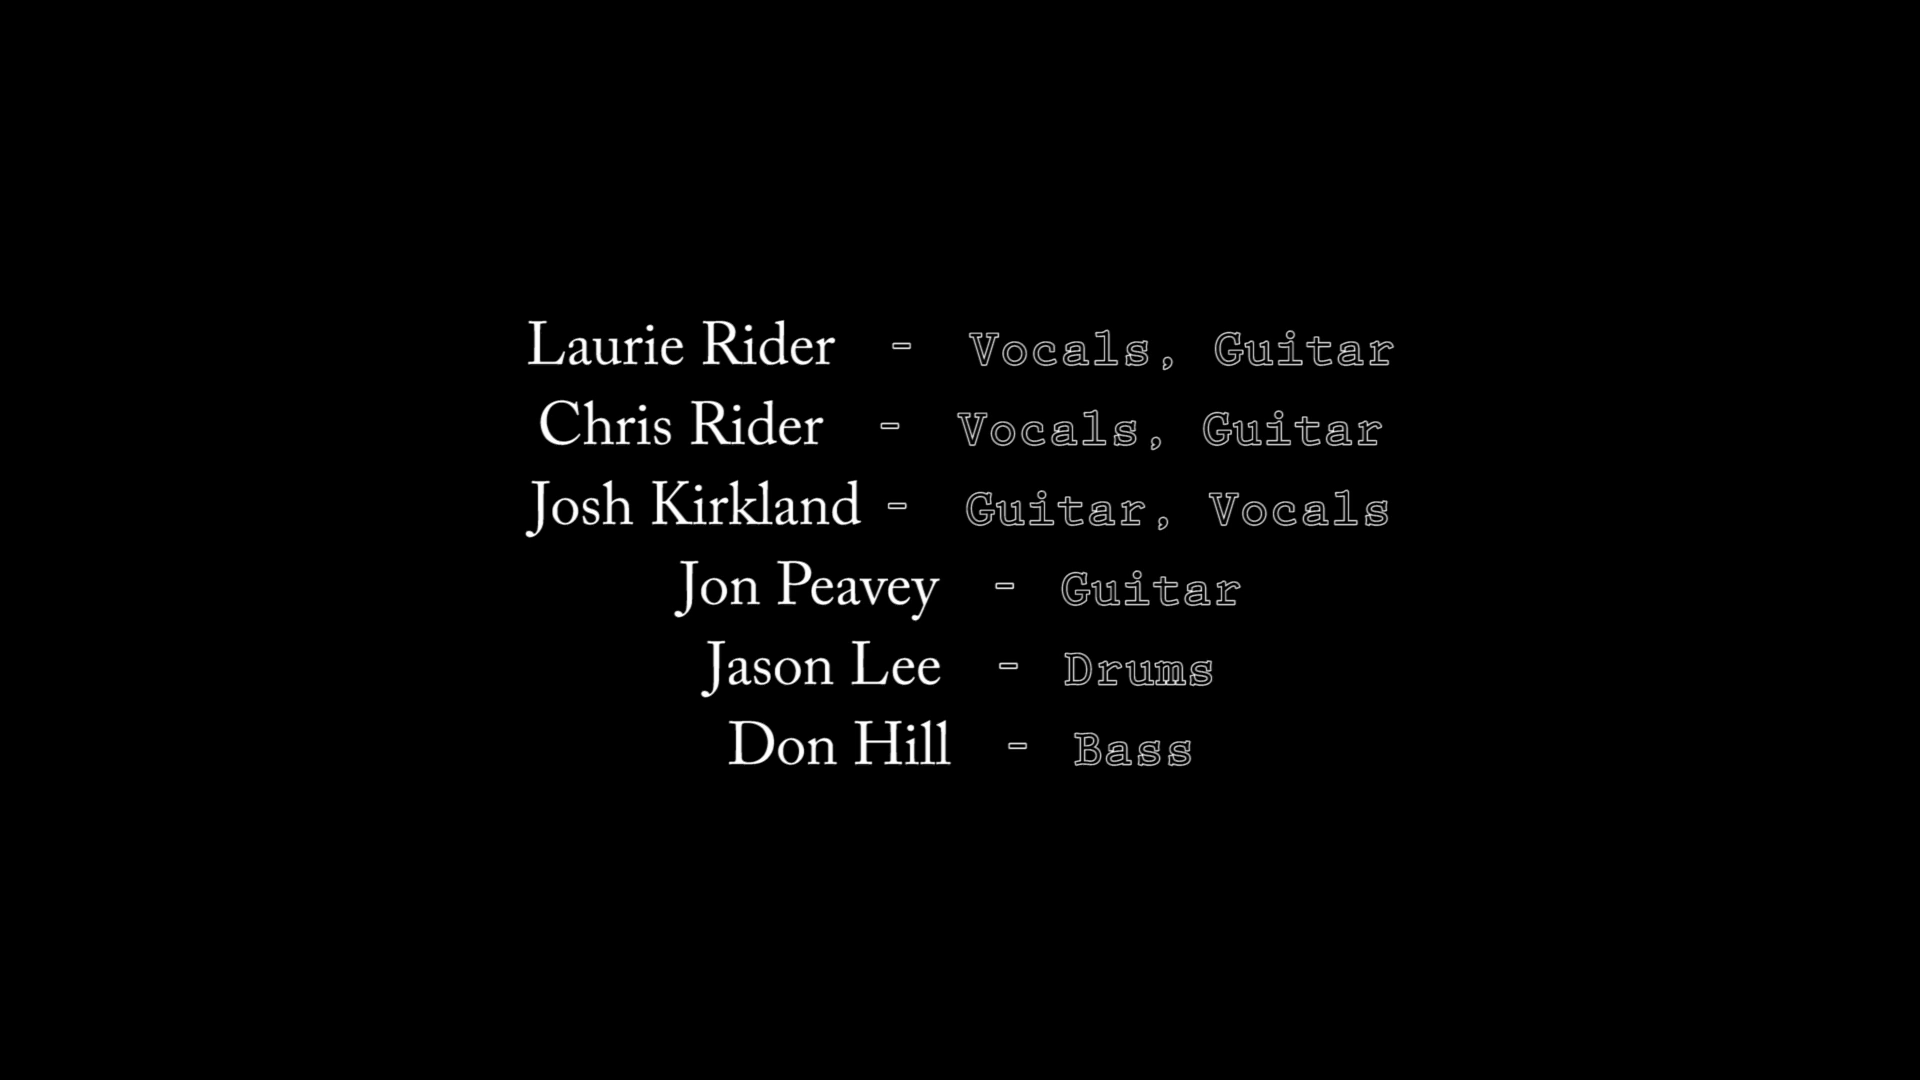 Laurie Rider - Vocals, Guitar
Chris Rider - Vocals, Guitar
Josh Kirkland - Guitar, Vocals
Jon Peavey - Guitar
Jason Lee - Drums
Don Hill - Bass